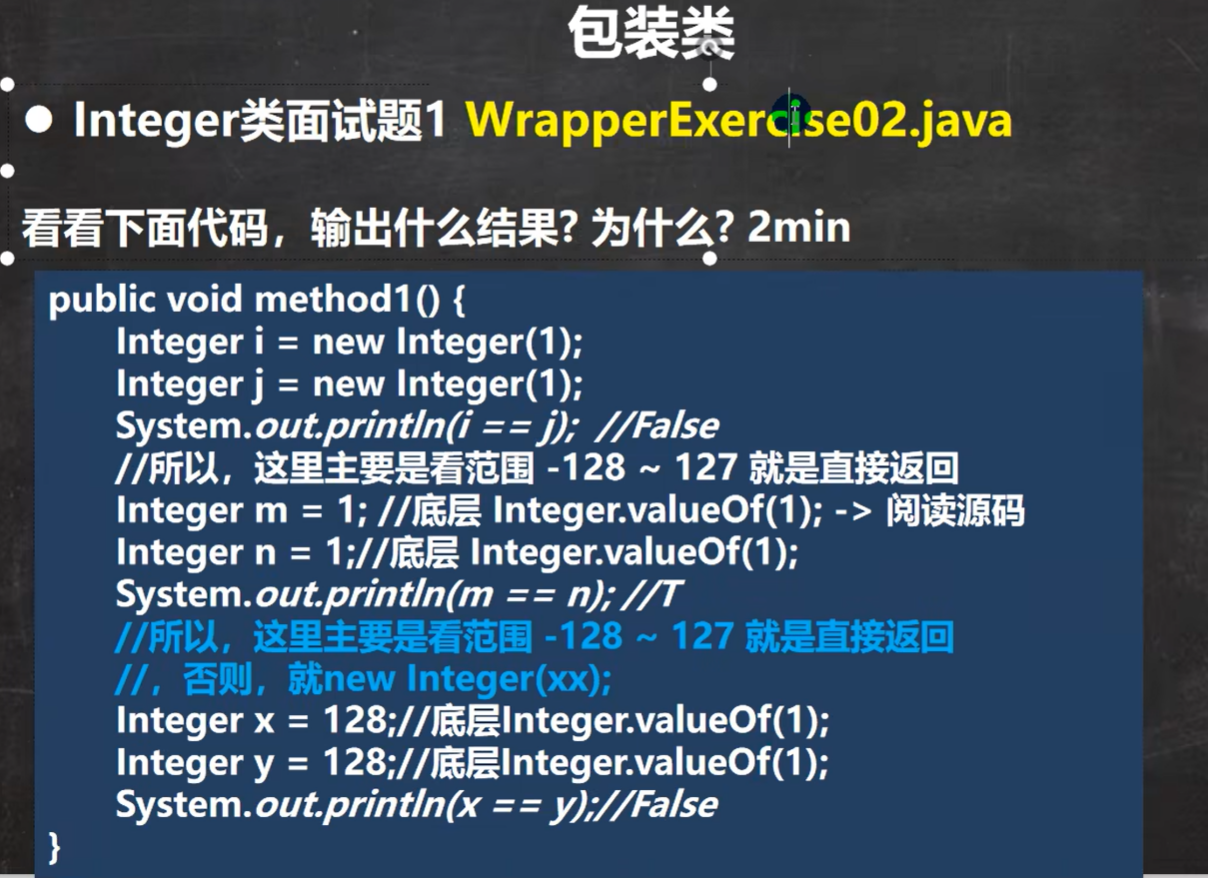 包装类
● Integer类面试题1 WrapperExercise02.java
看看下面代码，输出什么结果? 为什么? 2min
public void method1() {
Integer i = new Integer(1);
Integer j = new Integer(1);
System.out.println(i == j); //False
//所以，这里主要是看范围 -128 ~ 127 就是直接返回
Integer m = 1; //底层 Integer.valueOf(1); -> 阅读源码
Integer n = 1;//底层 Integer.valueOf(1);
System.out.println(m == n); //T
//所以，这里主要是看范围 -128 ~ 127 就是直接返回
//，否则，就new Integer(xx);
Integer x = 128;//底层Integer.valueOf(1);
Integer y = 128;//底层Integer.valueOf(1);
System.out.println(x == y);//False
}